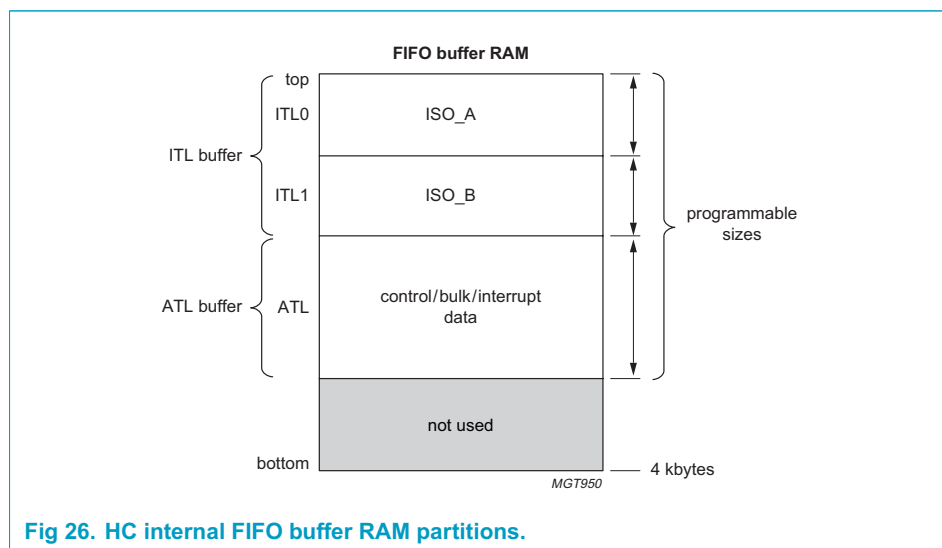 FIFO buffer RAM
top
ITL0
ISO_A
ITL buffer
ITL1
ISO_B
programmable
sizes
ATL buffer
ATL
control/bulk/interrupt
data
not used
bottom
4 kbytes
MGT950
Fig 26. HC internal FIFO buffer RAM partitions.